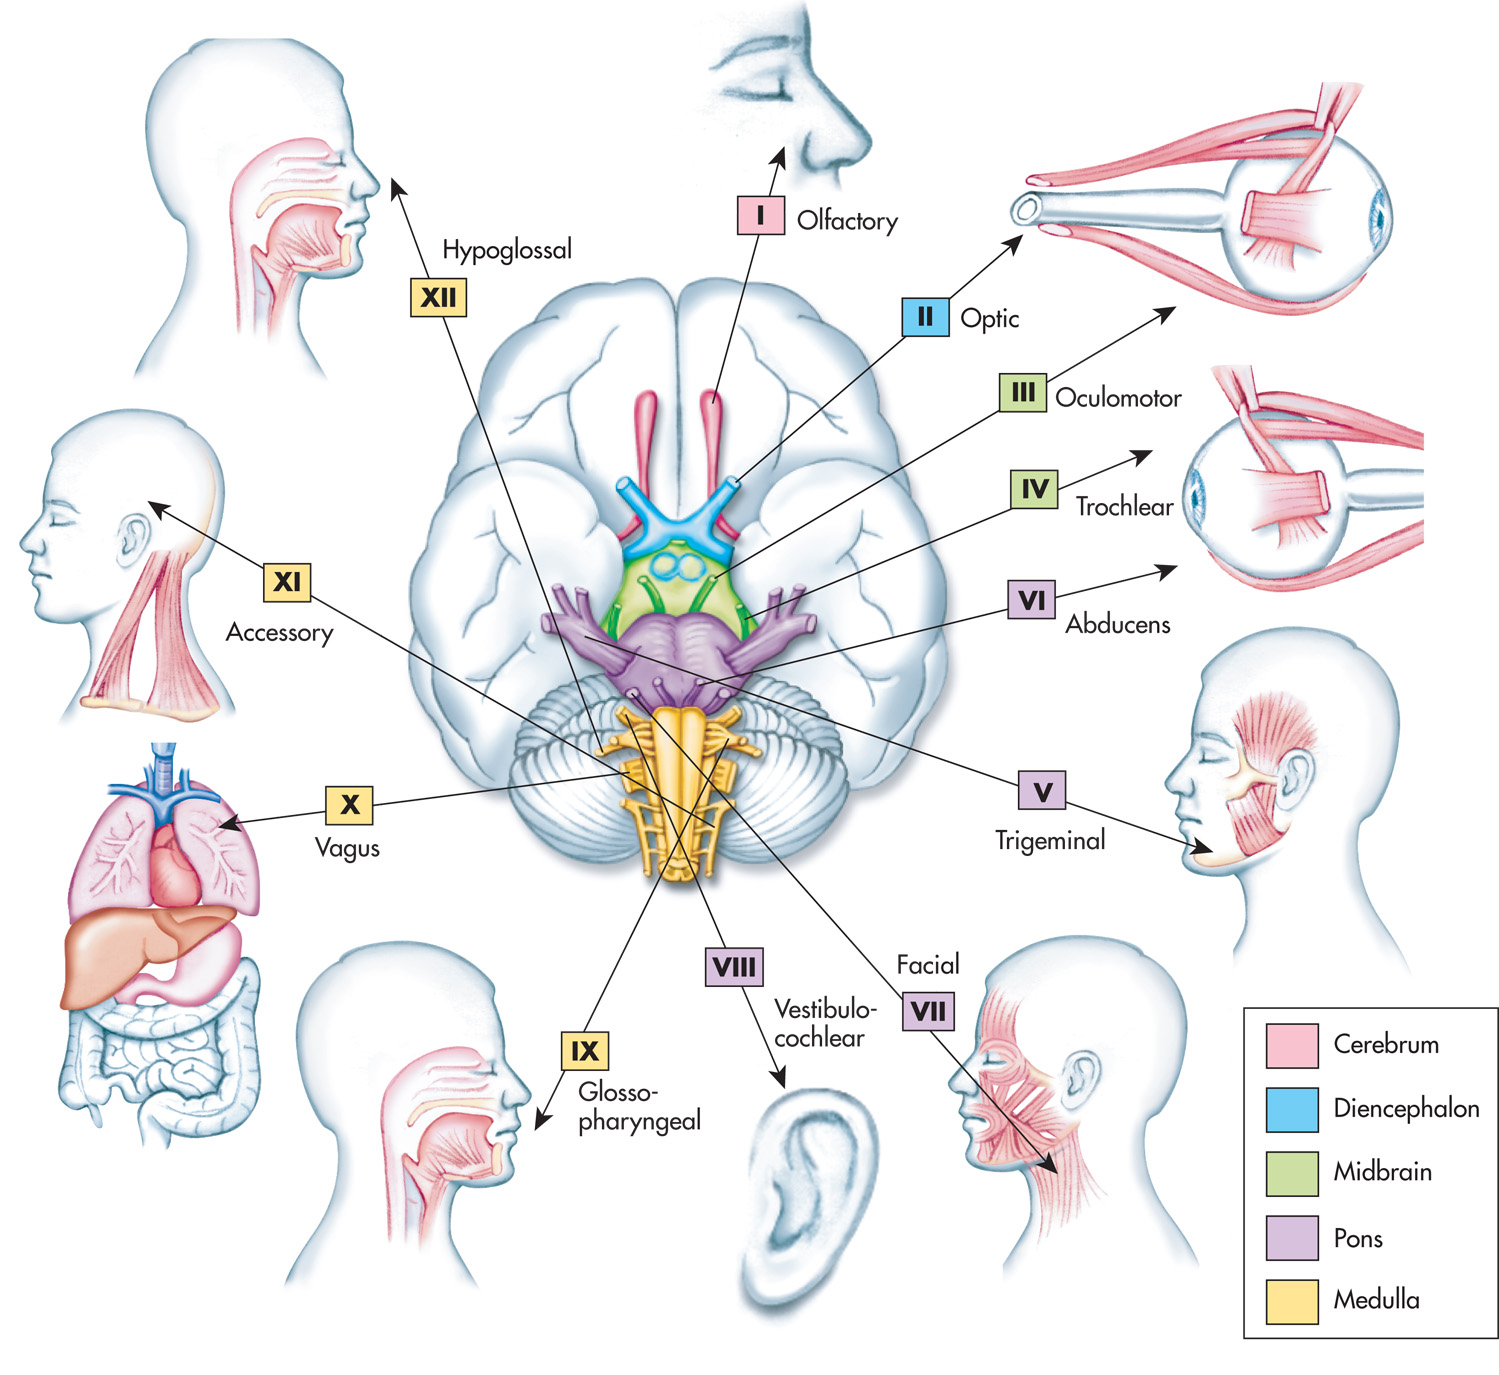 I
Olfactory
Hypoglossal
XII
II
Optic
III
Oculomotor
IV
Trochlear
XI
Accessory
VI
Abducens
X
Vagus
V
Trigeminal
VIII
Vestibulo-
cochlear
Facial
VII
IX
Glosso-
pharyngeal
Cerebrum
Diencephalon
Midbrain
Pons
Medulla